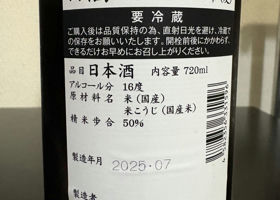 要冷蔵
ご購入後は品質保持の為、直射日光を避け、冷蔵で
の保存をお願いいたします。開栓前後にかかわらず、
できるだけお早めにお召し上がりください。
品目 日本酒 内容量 720ml
アルコール分 16度
原材料名 米(国産)
米こうじ(国産米)
精米歩合 50%
製造年月 2025.07
製造者